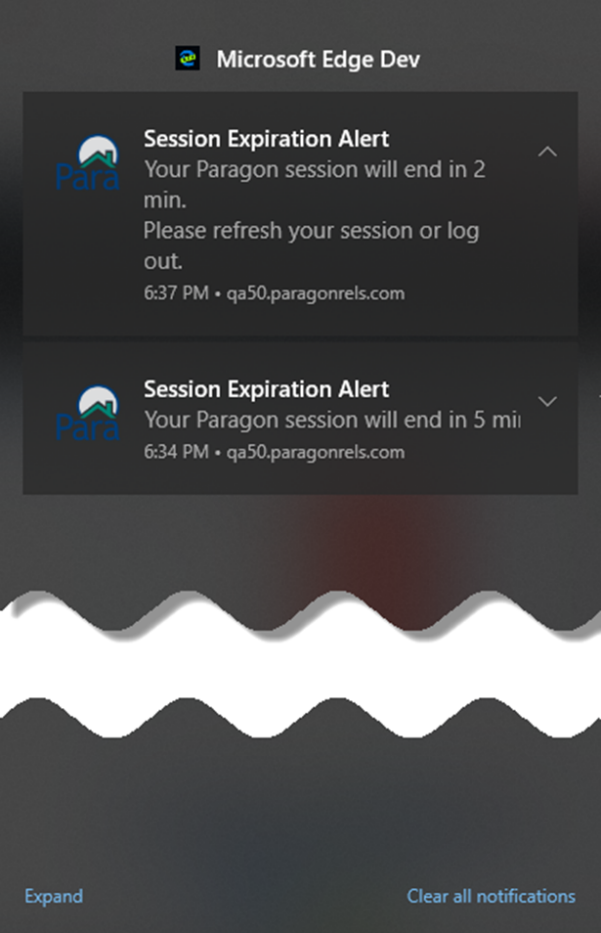 Microsoft Edge Dev
Session Expiration Alert
Your Paragon session will end in 2
min.
Please refresh your session or log
out.
6:37 PM • qa50.paragonrels.com
Para
Session Expiration Alert
Your Paragon session will end in 5
6:34 PM • qa50.paragonrels.com
Para
Expand
Clear all notifications